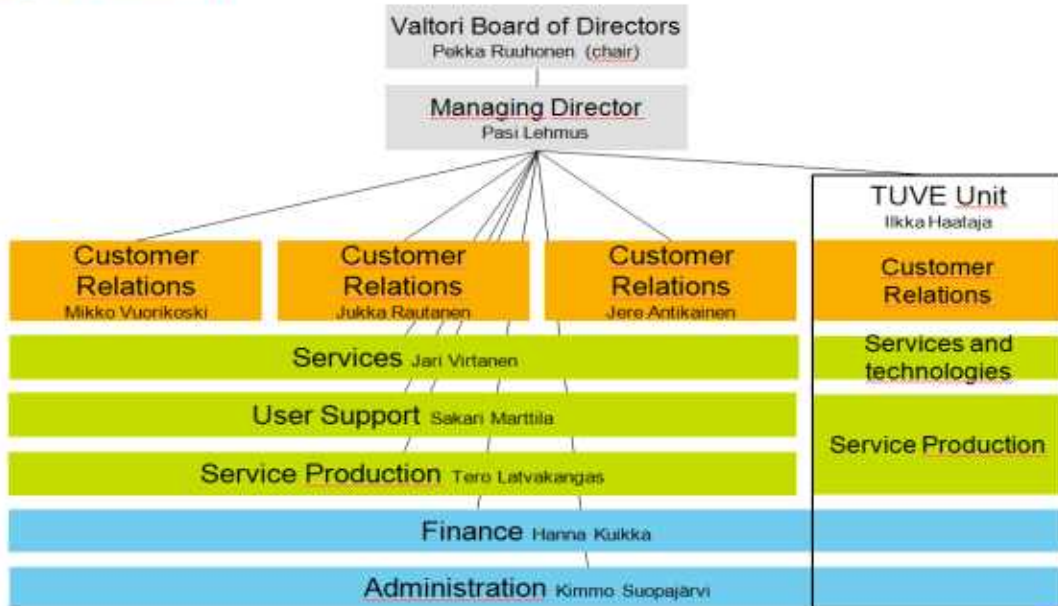 Valtori Board of Directors
Pekka Ruuhonen (chair)
Managing Director
Pasi Lehmus
TUVE Unit
Ilkka Haataja
Customer
Relations
Mikko Vuorikoski
Customer
Relations
Jukka Rautanen
Customer
Relations
Jere Antikainen
Customer
Relations
Services Jari Virtanen
Services and
technologies
User Support Sakari Marttila
Service Production Tero Latvakangas
Service Production
Finance Hanna Kuikka
Administration Kimmo Suopajärvi